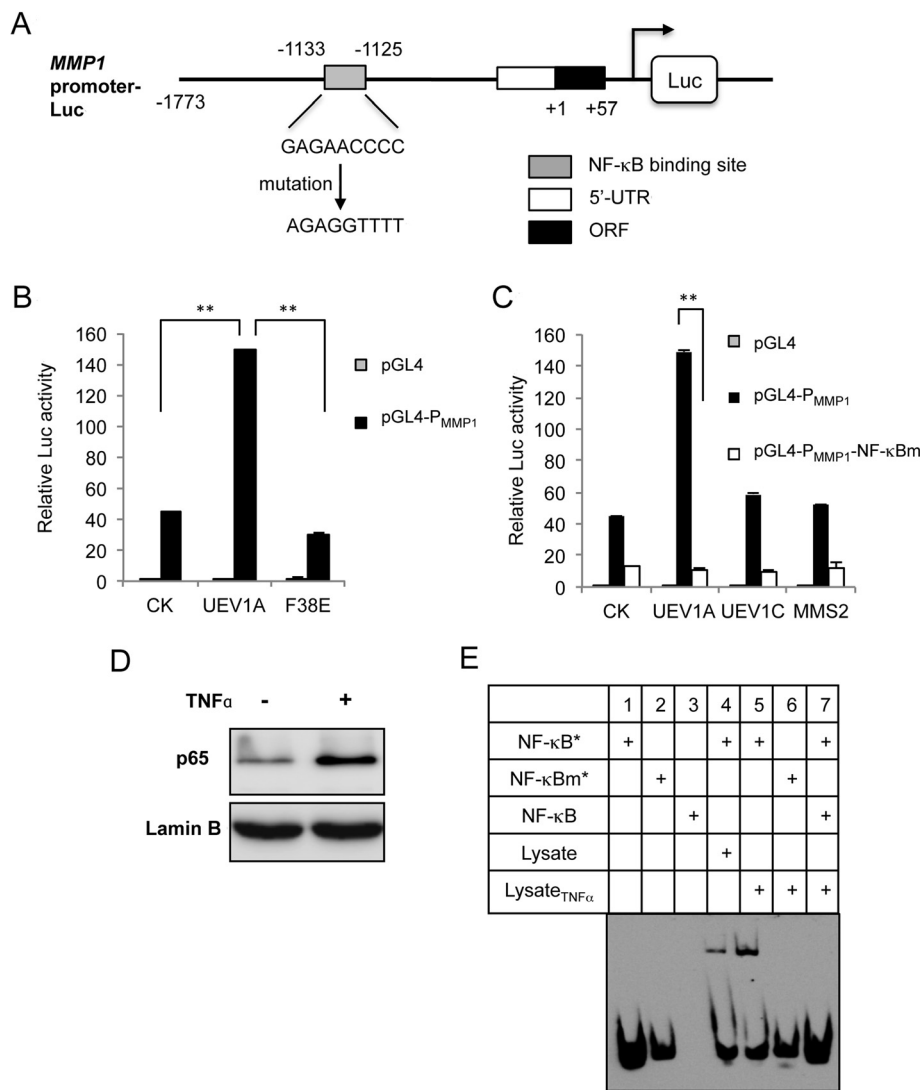 A
MMP1 promoter-Luc
-1773
-1133
-1125
GAGAACCCC
mutation
AGAGGTTTT
+1
+57
Luc
NF-κB binding site
5’-UTR
ORF
B
**
**
Relative Luc activity
160
140
120
100
80
60
40
20
0
CK
UEV1A
F38E
pGL4
pGL4-PMMP1
C
**
Relative Luc activity
160
140
120
100
80
60
40
20
0
CK
UEV1A
UEV1C
MMS2
pGL4
pGL4-PMMP1
pGL4-PMMP1-NF-κBm
D
TNFα - +
p65
Lamin B
E
1 2 3 4 5 6 7
NF-κB* + + + +
NF-κBm* + +
NF-κB + +
Lysate +
LysateTNFα + + +